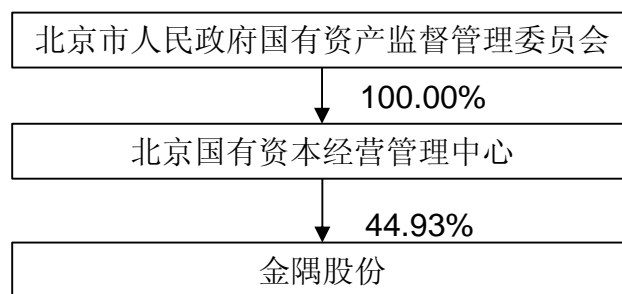 北京市人民政府国有资产监督管理委员会
100.00%
北京国有资本经营管理中心
44.93%
金隅股份